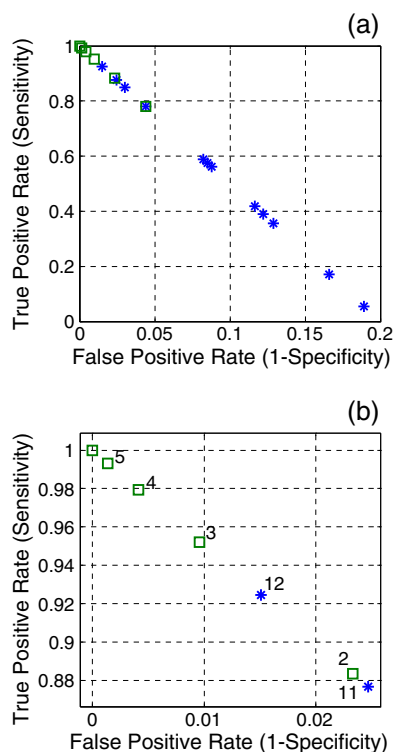 (a)
True Positive Rate (Sensitivity)
1
0.8
0.6
0.4
0.2
0
0 0.05 0.1 0.15 0.2
False Positive Rate (1-Specificity)
(b)
True Positive Rate (Sensitivity)
1
0.98
0.96
0.94
0.92
0.9
0.88
5
4
3
12
2
11
0 0.01 0.02
False Positive Rate (1-Specificity)